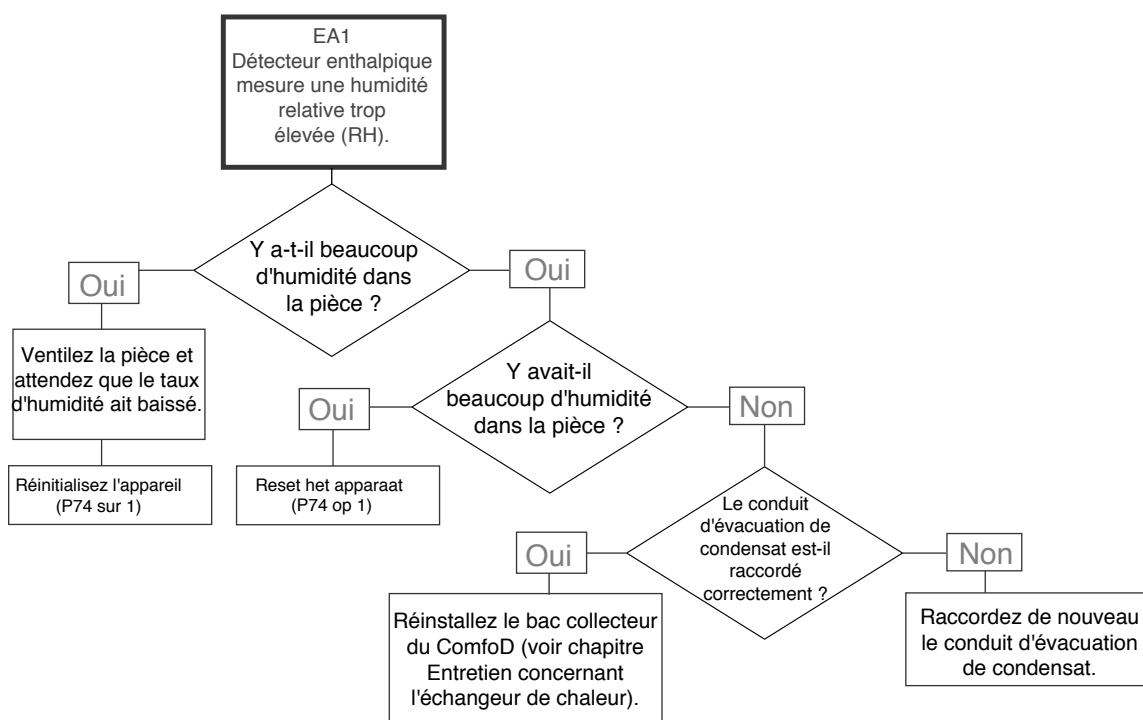 EA1
Détecteur enthalpique
mesure une humidité
relative trop
élevée (RH).
Y a-t-il beaucoup
d'humidité dans
la pièce ?
Oui
Oui
Ventilez la pièce et
attendez que le taux
d'humidité ait baissé.
Réinitialisez l'appareil
(P74 sur 1)
Y avait-il
beaucoup d'humidité
dans la pièce ?
Oui
Non
Reset het apparaat
(P74 op 1)
Le conduit
d'évacuation de
condensat est-il
raccordé
correctement ?
Oui
Non
Réinstallez le bac collecteur
du ComfoD (voir chapitre
Entretien concernant
l'échangeur de chaleur).
Raccordez de nouveau
le conduit d'évacuation
de condensat.